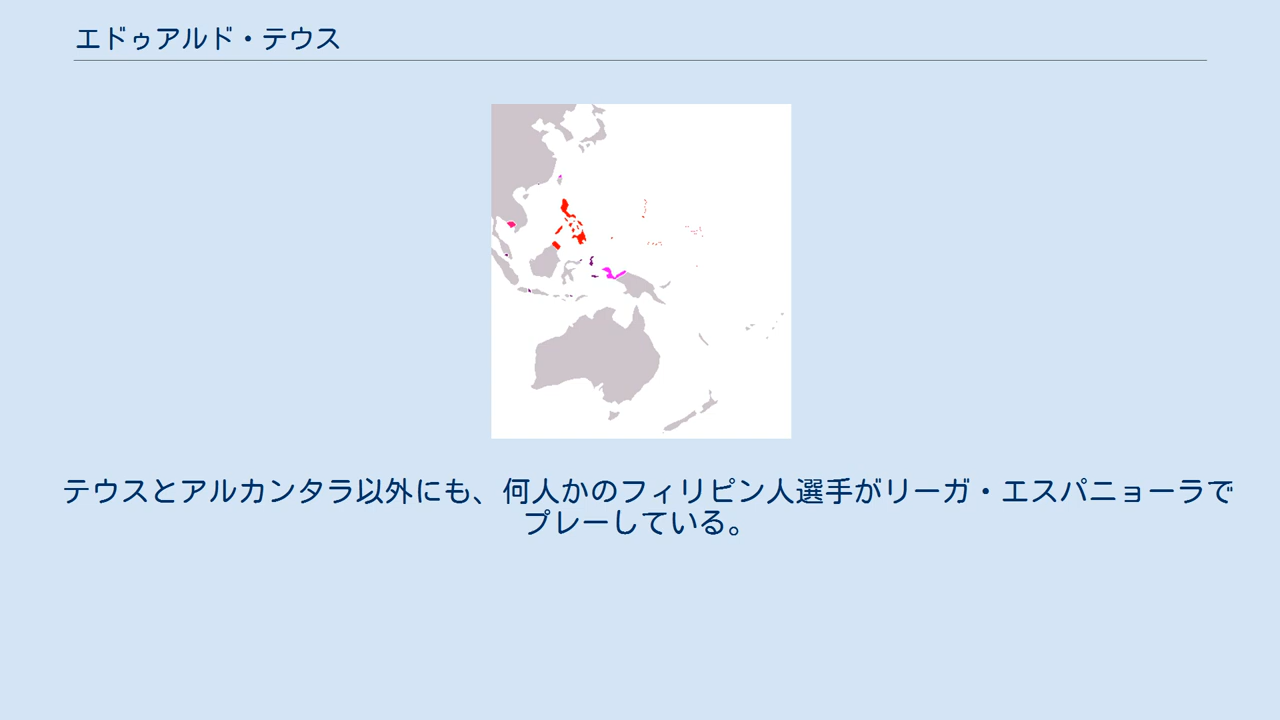 エドゥアルド・テウス
テウスとアルカンタラ以外にも、何人かのフィリピン人選手がリーガ・エスパニョーラで
プレーしている。